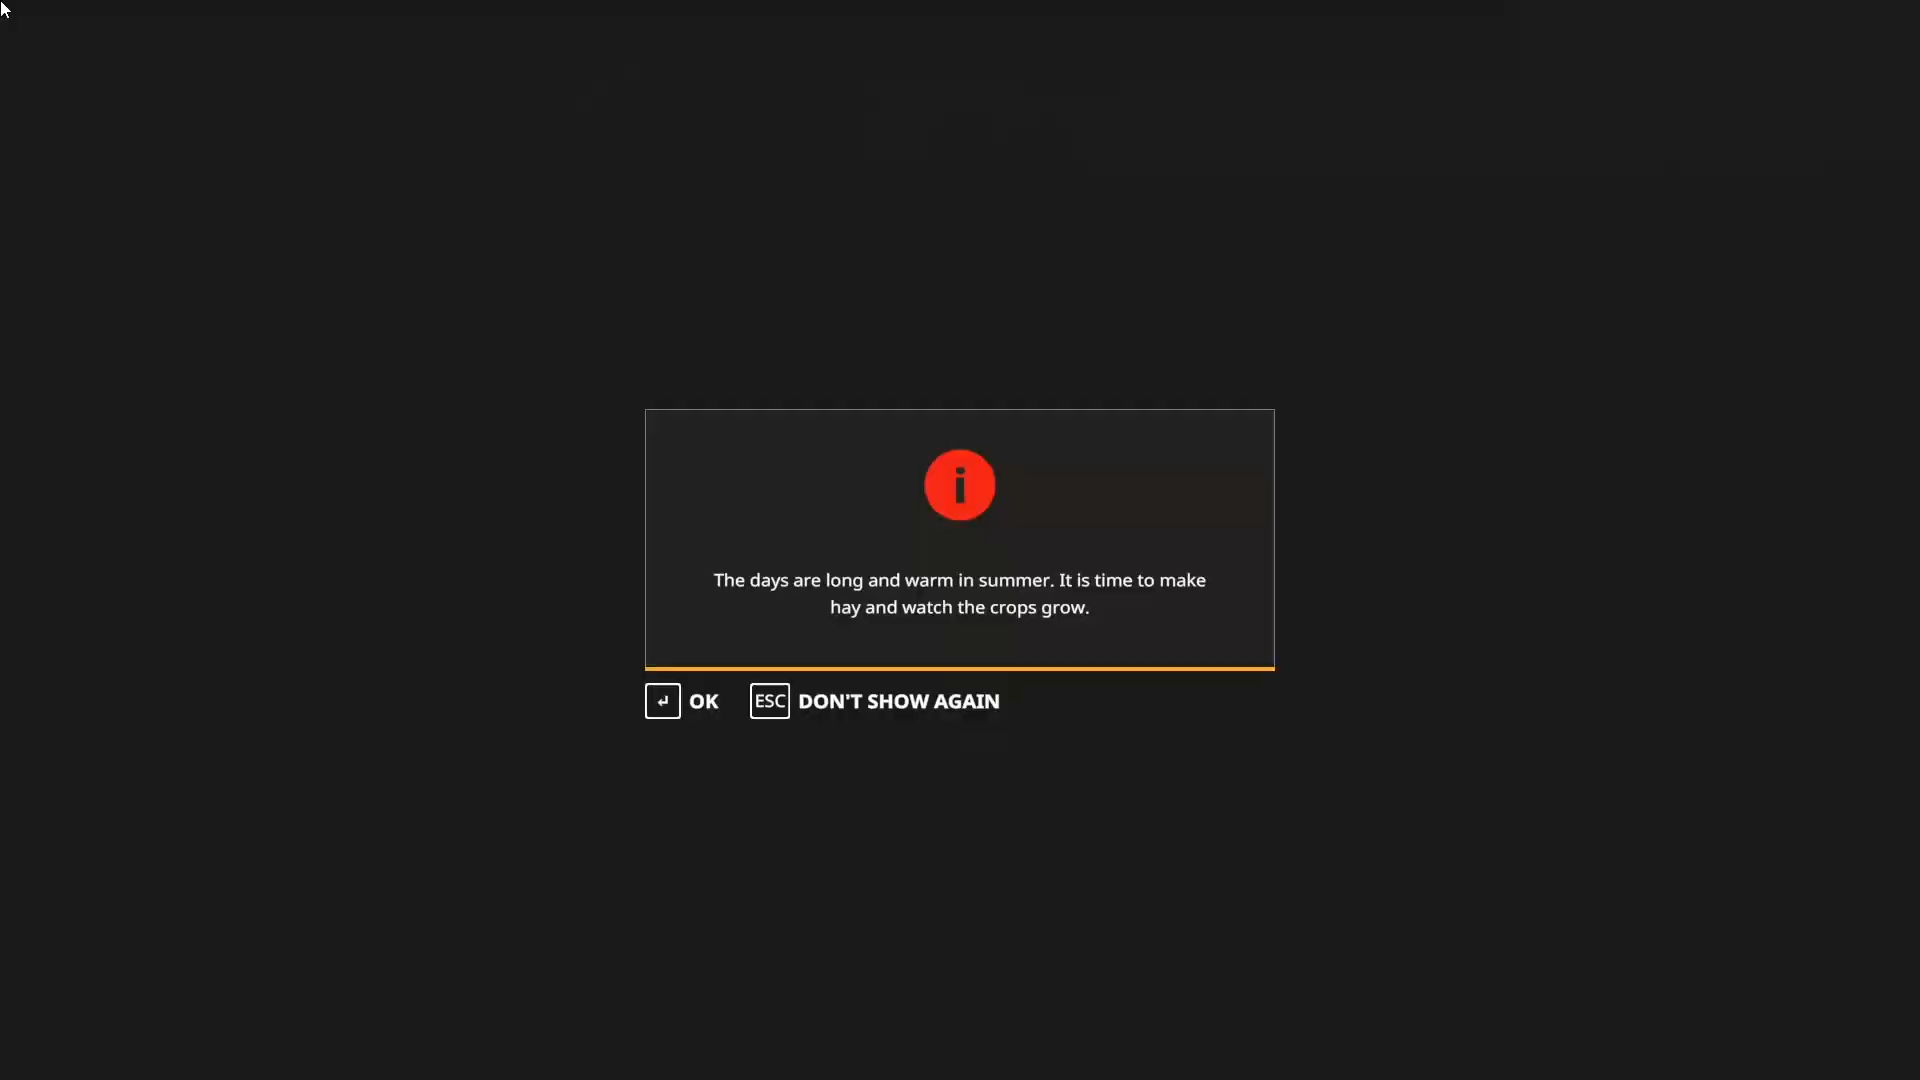 The days are long and warm in summer. It is time to make
hay and watch the crops grow.
OK
ESC DON'T SHOW AGAIN